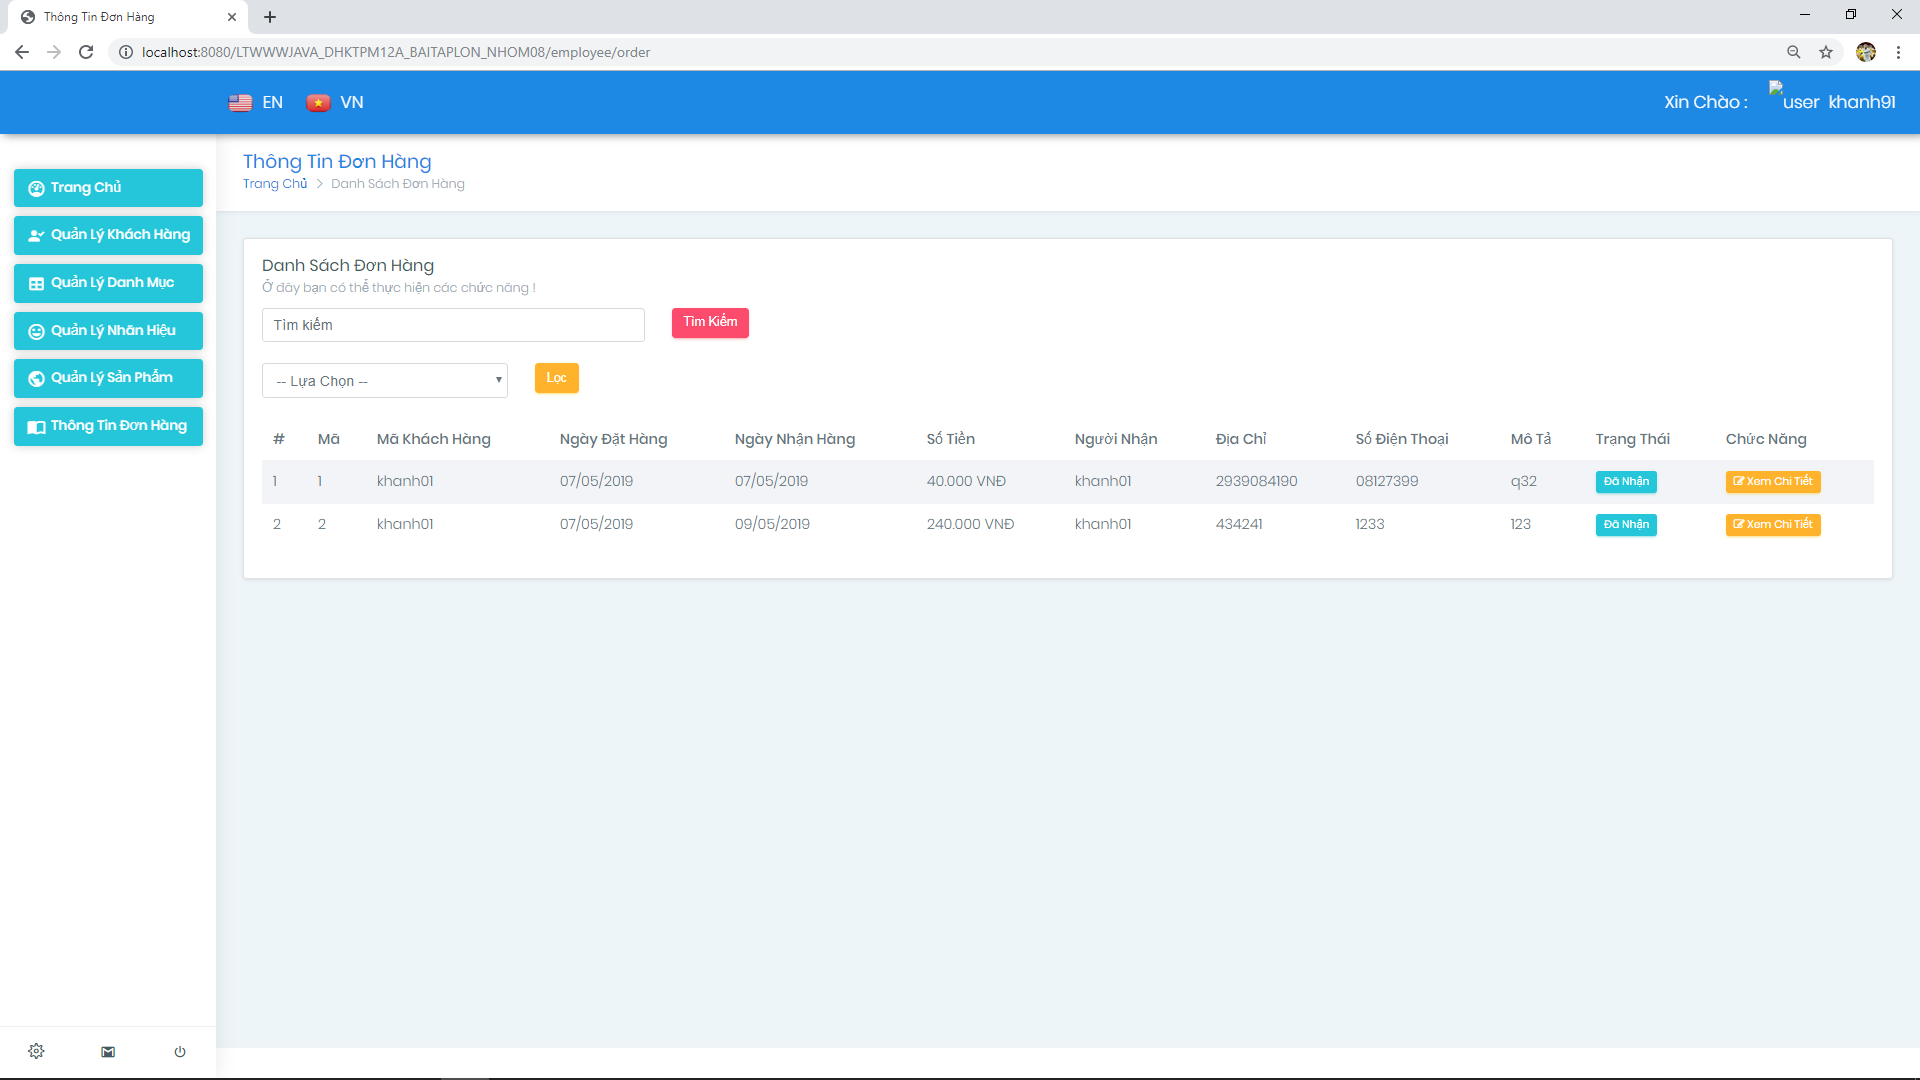 Thông Tin Đơn Hàng
localhost:8080/LTWWWJAVA_DHKTPM12A_BAITAPLON_NHOM08/employee/order
EN VN Xin Chào : user khanh91
Thông Tin Đơn Hàng
Trang Chủ > Danh Sách Đơn Hàng
Trang Chủ
Quản Lý Khách Hàng
Quản Lý Danh Mục
Quản Lý Nhãn Hiệu
Quản Lý Sản Phẩm
Thông Tin Đơn Hàng
Danh Sách Đơn Hàng
Ở đây bạn có thể thực hiện các chức năng !
Tìm kiếm Tìm Kiếm
-- Lựa Chọn -- Lọc
# Mã Mã Khách Hàng Ngày Đặt Hàng Ngày Nhận Hàng Số Tiền Người Nhận Địa Chỉ Số Điện Thoại Mô Tả Trạng Thái Chức Năng
1 1 khanh01 07/05/2019 07/05/2019 40.000 VNĐ khanh01 2939084190 08127399 q32 Đã Nhận Xem Chi Tiết
2 2 khanh01 07/05/2019 09/05/2019 240.000 VNĐ khanh01 434241 1233 123 Đã Nhận Xem Chi Tiết